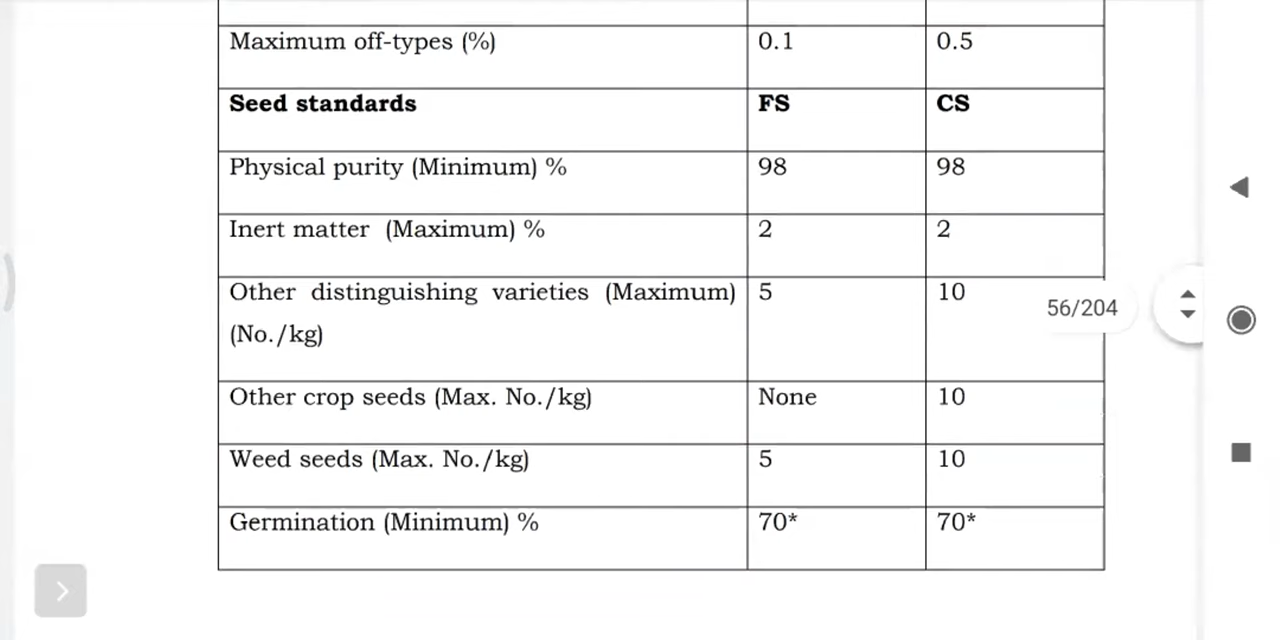 Maximum off-types (%) 0.1 0.5
Seed standards FS CS
Physical purity (Minimum) % 98 98
Inert matter (Maximum) % 2 2
Other distinguishing varieties (Maximum) 5 10
(No./kg)
56/204
Other crop seeds (Max. No./kg) None 10
Weed seeds (Max. No./kg) 5 10
Germination (Minimum) % 70* 70*